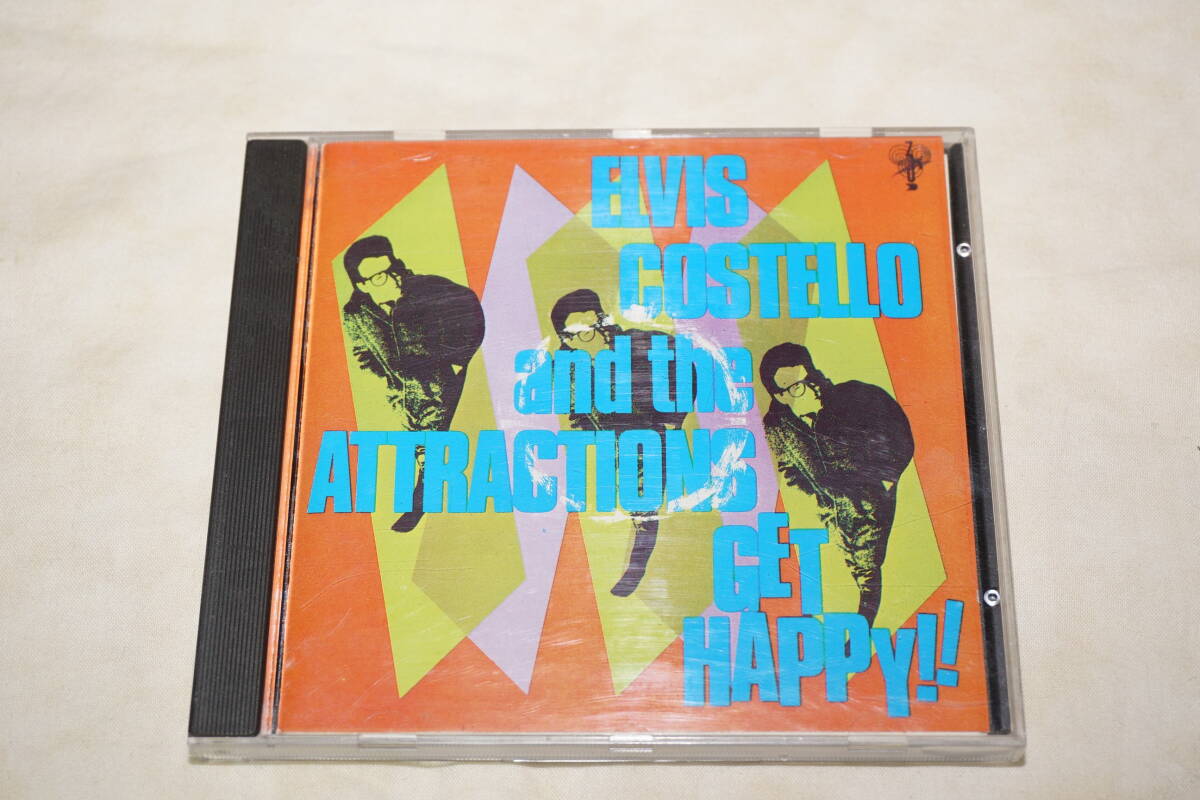 ELVIS
COSTELLO
and the
ATTRACTIONS
GET
HAPPY!!